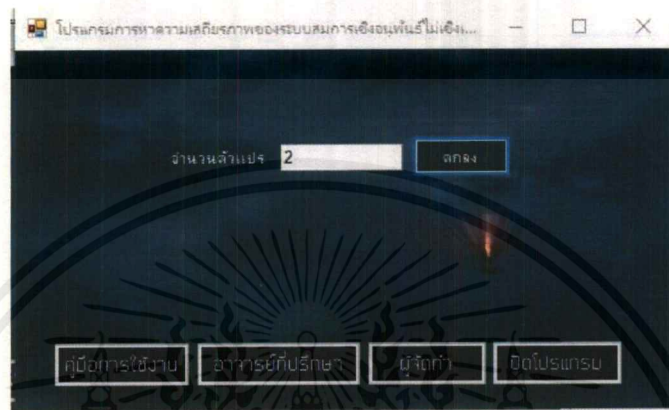 โปรแกรมการหาความเสถียรภาพของระบบสมการเชิงอนุพันธ์ไม่เชิงเ...
จำนวนตัวแปร 2 ตกลง
คู่มือการใช้งาน อาจารย์ที่ปรึกษา ผู้จัดทำ ปิดโปรแกรม